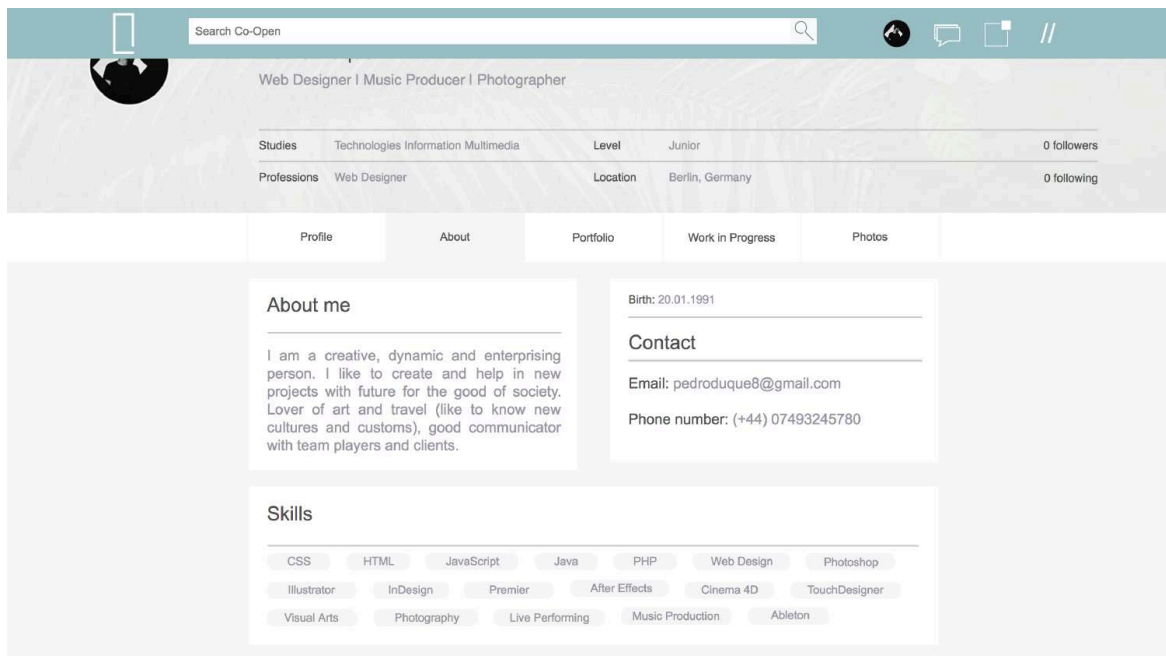 Search Co-Open
Web Designer I Music Producer I Photographer
Studies Technologies Information Multimedia Level Junior 0 followers
Professions Web Designer Location Berlin, Germany 0 following
Profile About Portfolio Work in Progress Photos
About me
I am a creative, dynamic and enterprising
person. I like to create and help in new
projects with future for the good of society.
Lover of art and travel (like to know new
cultures and customs), good communicator
with team players and clients.
Birth: 20.01.1991
Contact
Email: pedroduque8@gmail.com
Phone number: (+44) 07493245780
Skills
CSS HTML JavaScript Java PHP Web Design Photoshop
Illustrator InDesign Premier After Effects Cinema 4D TouchDesigner
Visual Arts Photography Live Performing Music Production Ableton